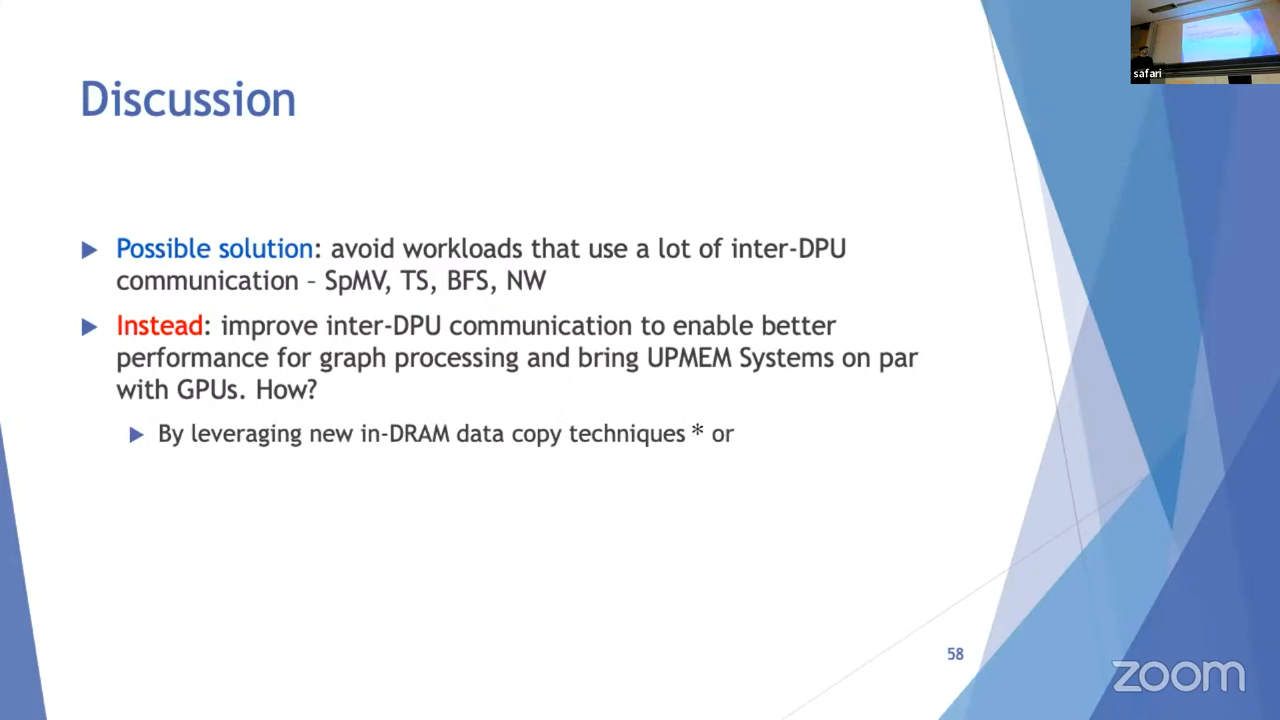 safari
Discussion
Possible solution: avoid workloads that use a lot of inter-DPU
communication – SpMV, TS, BFS, NW
Instead: improve inter-DPU communication to enable better
performance for graph processing and bring UPMEM Systems on par
with GPUs. How?
By leveraging new in-DRAM data copy techniques * or
58
zoom